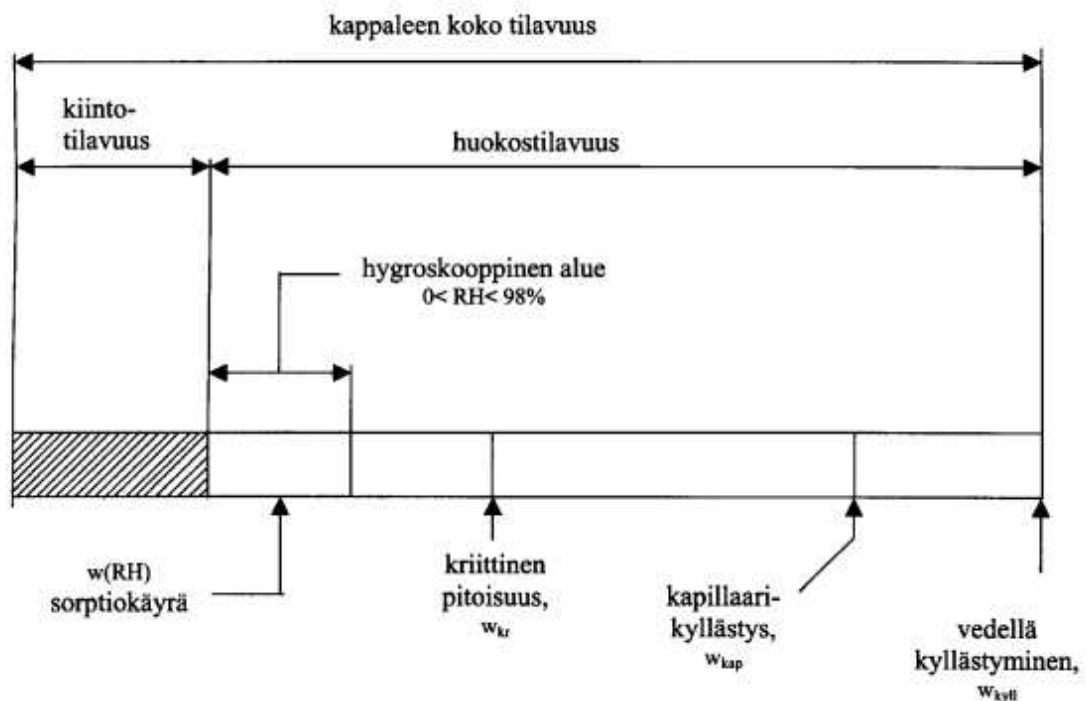 kappaleen koko tilavuus
kiinto-
tilavuus
huokostilavuus
hygroskooppinen alue
0< RH< 98%
w(RH)
sorptiokäyrä
kriittinen
pitoisuus,
wkr
kapillaari-
kyllästys,
wkap
vedellä
kyllästyminen,
wkyll